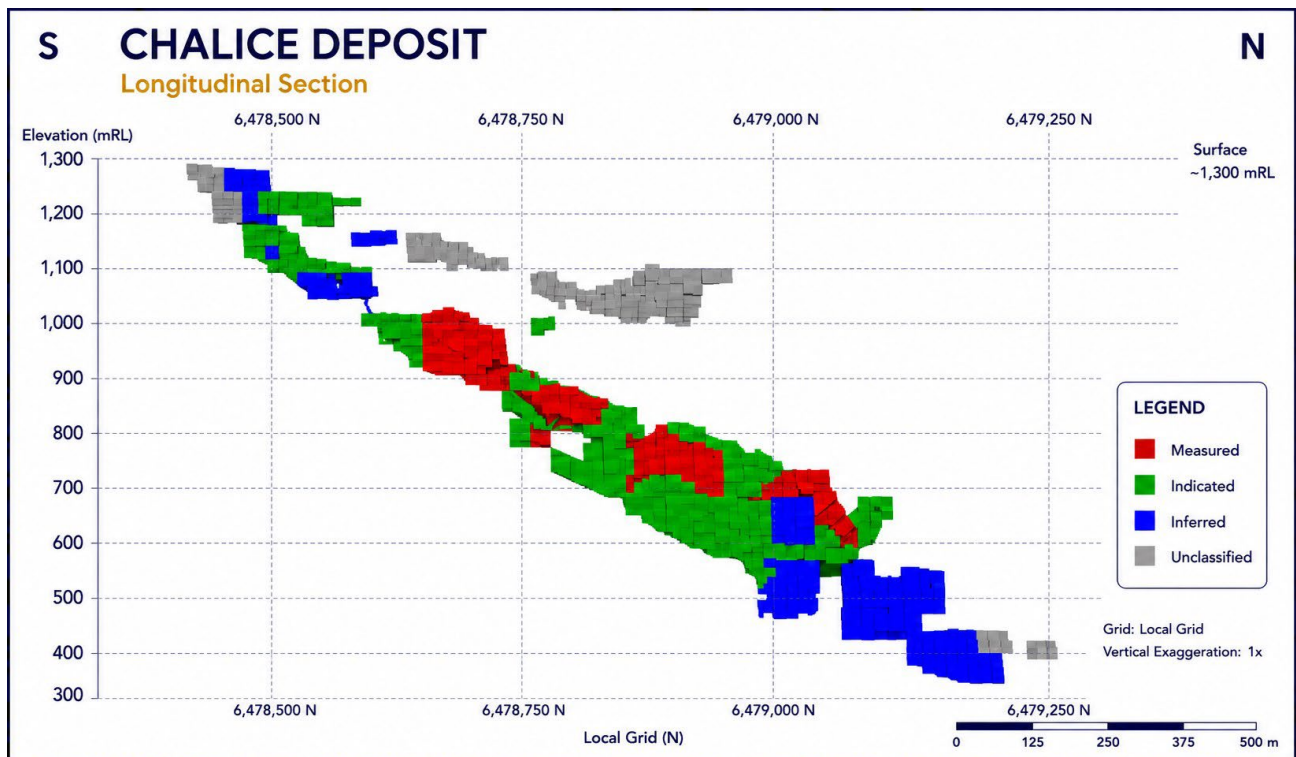 S
CHALICE DEPOSIT
N
Longitudinal Section
6,478,500 N
6,478,750 N
6,479,000 N
6,479,250 N
Elevation (mRL)
Surface
~1,300 mRL
1,300
1,200
1,100
1,000
900
800
700
600
500
400
300
LEGEND
Measured
Indicated
Inferred
Unclassified
Grid: Local Grid
Vertical Exaggeration: 1x
6,478,500 N
6,478,750 N
6,479,000 N
6,479,250 N
Local Grid (N)
0
125
250
375
500 m